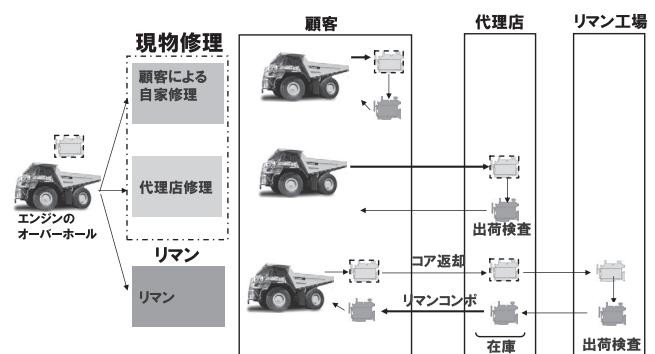 顧客
代理店
リマン工場
現物修理
顧客による
自家修理
代理店修理
エンジンの
オーバーホール
出荷検査
リマン
コア返却
リマン
リマンコンポ
在庫
出荷検査